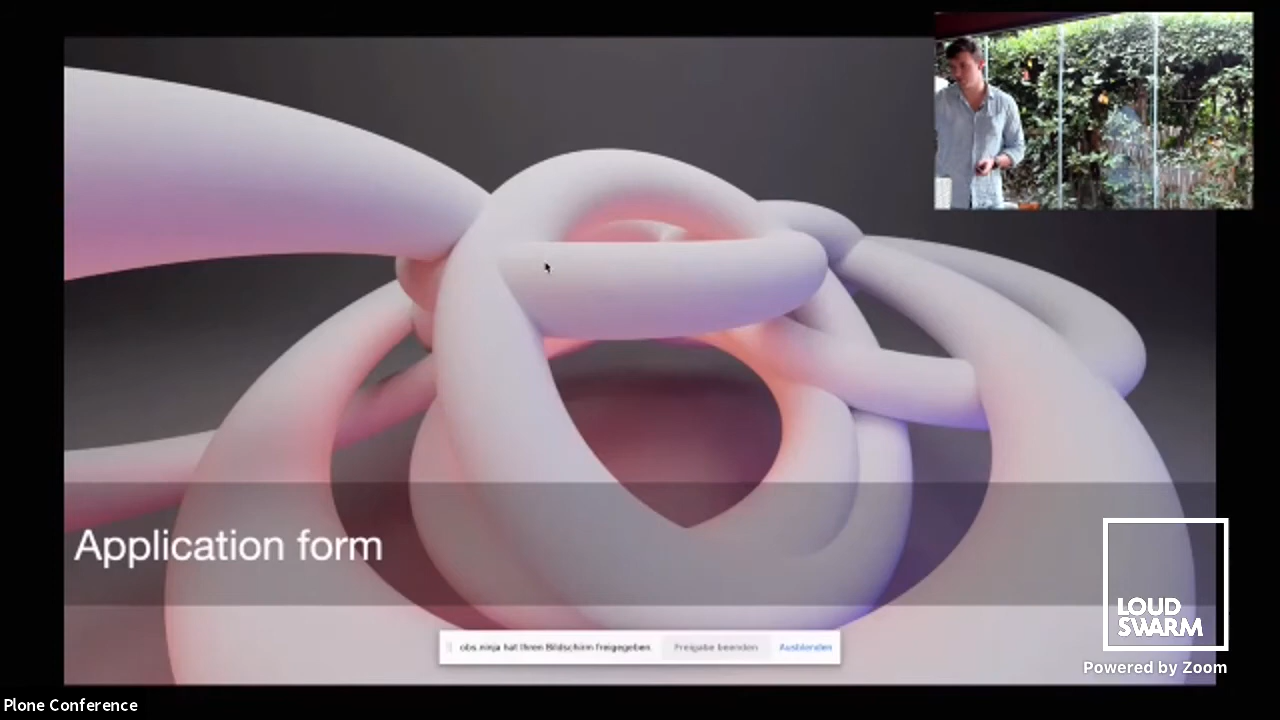 Application form
LOUD
SWARM
Powered by Zoom
obs.ninja hat Ihren Bildschirm freigegeben. Freigabe beenden Ausblenden
Plone Conference